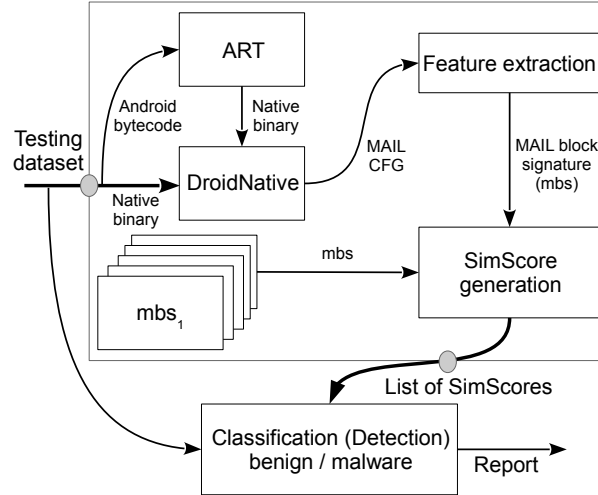 ART
Feature extraction
Android
bytecode
Native
binary
Testing
dataset
MAIL
CFG
MAIL block
signature
(mbs)
DroidNative
Native
binary
mbs
SimScore
generation
mbs₁
List of SimScores
Classification (Detection)
benign / malware
Report